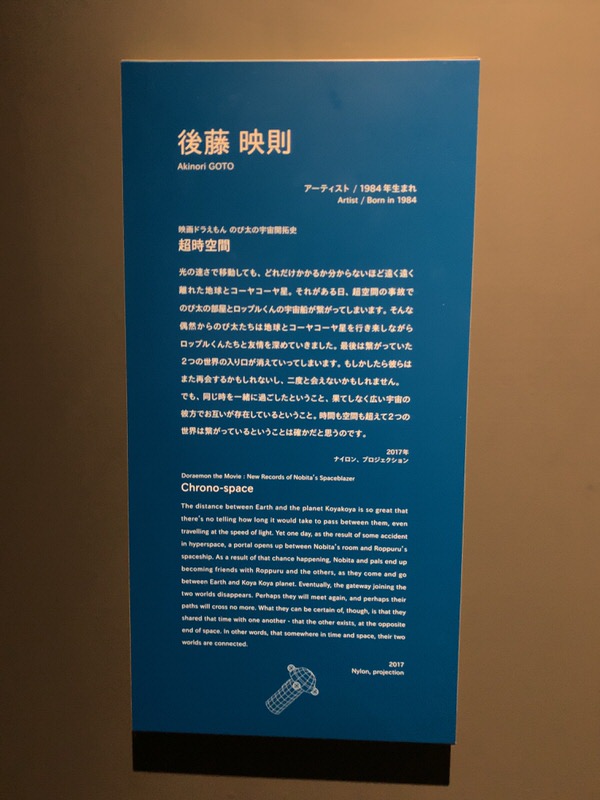 後藤 映則
Akinori GOTO
アーティスト / 1984年生まれ
Artist / Born in 1984
映画ドラえもん のび太の宇宙開拓史
超時空間
光の速さで移動しても、どれだけかかるか分からないほど遠く遠く
離れた地球とコーヤコーヤ星。それがある日、超空間の事故で
のび太の部屋とロップルくんの宇宙船が繋がってしまいます。そんな
偶然からのび太たちは地球とコーヤコーヤ星を行き来しながら
ロップルくんたちと友情を深めていきました。最後は繋がっていた
2つの世界の入り口が消えていってしまいます。もしかしたら彼らは
また再会するかもしれないし、二度と会えないかもしれません。
でも、同じ時を一緒に過ごしたということ、果てしなく広い宇宙の
彼方でお互いが存在しているということ。時間も空間も超えて2つの
世界は繋がっているということは確かだと思うのです。
2017年
ナイロン、プロジェクション
Doraemon the Movie : New Records of Nobita's Spaceblazer
Chrono-space
The distance between Earth and the planet Koyakoya is so great that
there's no telling how long it would take to pass between them, even
travelling at the speed of light. Yet one day, as the result of some accident
in hyperspace, a portal opens up between Nobita's room and Roppuru's
spaceship. As a result of that chance happening, Nobita and pals end up
becoming friends with Roppuru and the others, as they come and go
between Earth and Koya Koya planet. Eventually, the gateway joining the
two worlds disappears. Perhaps they will meet again, and perhaps their
paths will cross no more. What they can be certain of, though, is that they
shared that time with one another - that the other exists, at the opposite
end of space. In other words, that somewhere in time and space, their two
worlds are connected.
2017
Nylon, projection